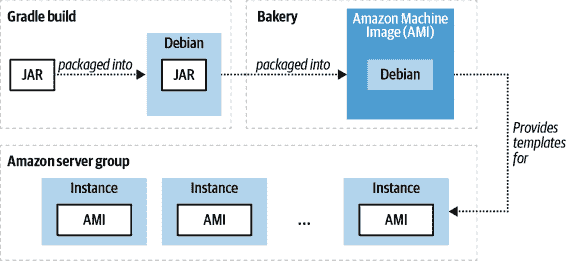 Gradle build
JAR
packaged into
Debian
JAR
Bakery
packaged into
Amazon Machine
Image (AMI)
Debian
Provides
templates
for
Amazon server group
Instance
AMI
Instance
AMI
...
Instance
AMI